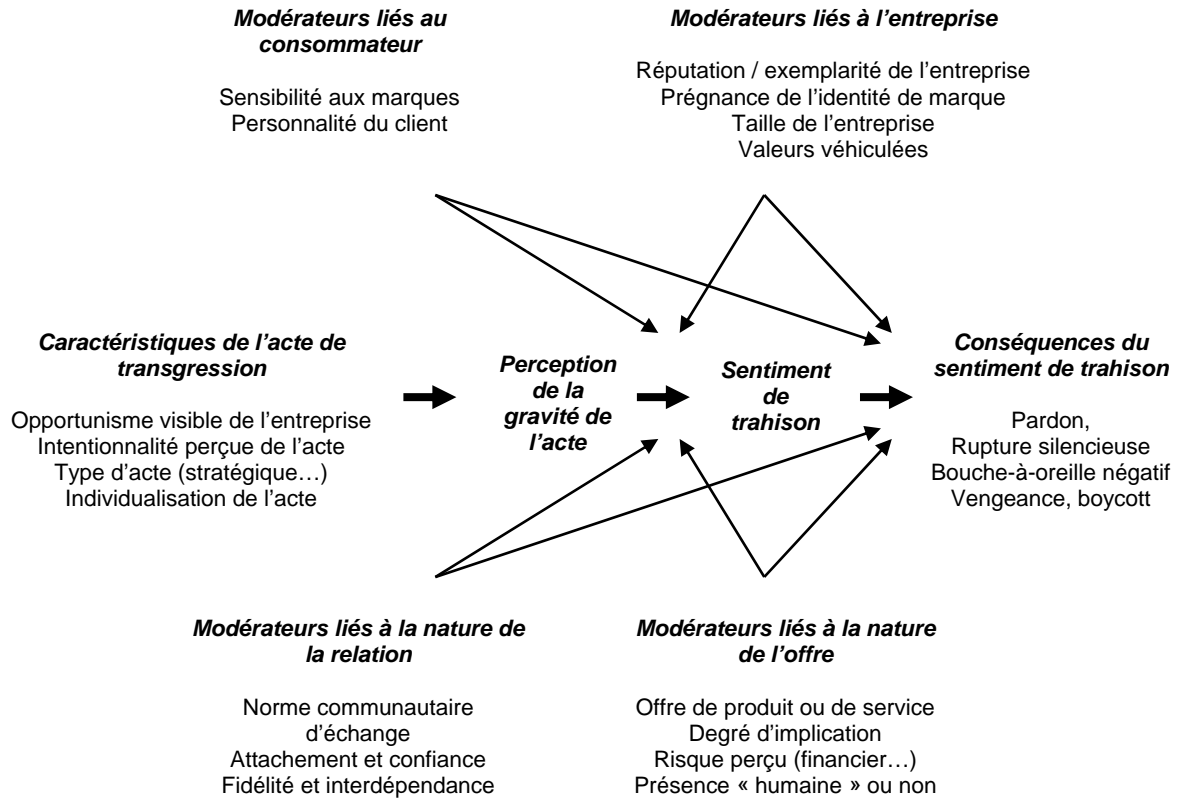 Modérateurs liés au
consommateur
Sensibilité aux marques
Personnalité du client
Modérateurs liés à l’entreprise
Réputation / exemplarité de l’entreprise
Prégnance de l’identité de marque
Taille de l’entreprise
Valeurs véhiculées
Caractéristiques de l’acte de
transgression
Opportunisme visible de l’entreprise
Intentionnalité perçue de l’acte
Type d’acte (stratégique…)
Individualisation de l’acte
Perception
de la
gravité de
l’acte
Sentiment
de
trahison
Conséquences du
sentiment de trahison
Pardon,
Rupture silencieuse
Bouche-à-oreille négatif
Vengeance, boycott
Modérateurs liés à la nature de
la relation
Norme communautaire
d’échange
Attachement et confiance
Fidélité et interdépendance
Modérateurs liés à la nature
de l’offre
Offre de produit ou de service
Degré d’implication
Risque perçu (financier…)
Présence « humaine » ou non